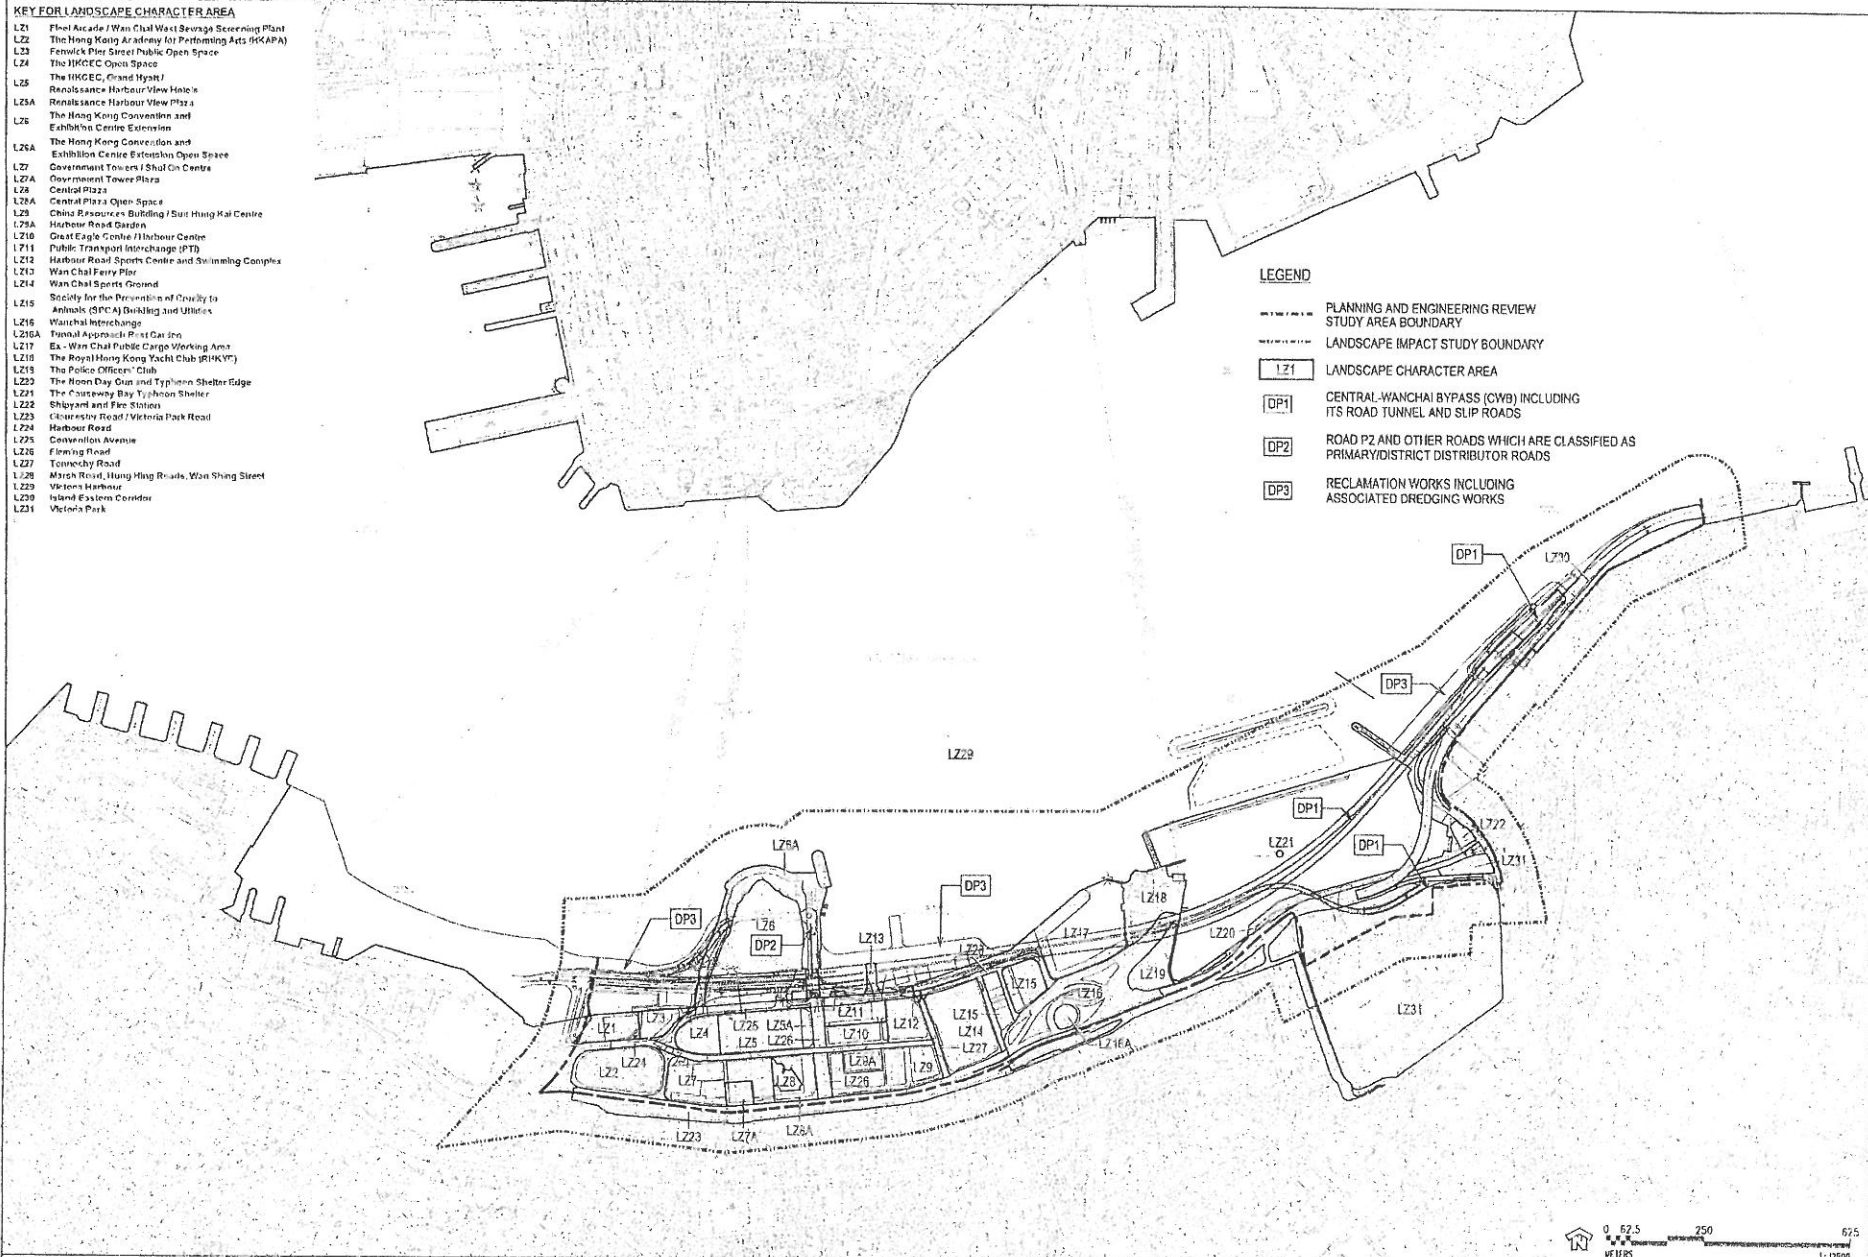 KEY FOR LANDSCAPE CHARACTER AREA
LZ1 Fleet Arcade / Wan Chai West Sewage Screening Plant
LZ2 The Hong Kong Academy for Performing Arts (HKAPA)
LZ3 Fenwick Pier Street Public Open Space
LZ4 The HKCEC Open Space
LZ5 The HKCEC, Grand Hyatt /
Renaissance Harbour View Hotels
LZ5A Renaissance Harbour View Plaza
LZ6 The Hong Kong Convention and
Exhibition Centre Extension
LZ6A The Hong Kong Convention and
Exhibition Centre Extension Open Space
LZ7 Government Towers / Shui On Centre
LZ7A Government Tower Plaza
LZ8 Central Plaza
LZ8A Central Plaza Open Space
LZ9 China Resources Building / Sun Hung Kai Centre
LZ9A Harbour Road Garden
LZ10 Great Eagle Centre / Harbour Centre
LZ11 Public Transport Interchange (PTI)
LZ12 Harbour Road Sports Centre and Swimming Complex
LZ13 Wan Chai Ferry Pier
LZ14 Wan Chai Sports Ground
LZ15 Society for the Prevention of Cruelty to
Animals (SPCA) Building and Utilities
LZ16 Wanchai Interchange
LZ16A Tunnel Approach Rest Garden
LZ17 Ex - Wan Chai Public Cargo Working Area
LZ18 The Royal Hong Kong Yacht Club (RHKYC)
LZ19 The Police Officers' Club
LZ20 The Noon Day Gun and Typhoon Shelter Edge
LZ21 The Causeway Bay Typhoon Shelter
LZ22 Shipyard and Fire Station
LZ23 Gloucester Road / Victoria Park Road
LZ24 Harbour Road
LZ25 Convention Avenue
LZ26 Fleming Road
LZ27 Tonnochy Road
LZ28 Marsh Road, Hung Hing Roads, Wan Shing Street
LZ29 Victoria Harbour
LZ30 Island Eastern Corridor
LZ31 Victoria Park
LEGEND
PLANNING AND ENGINEERING REVIEW
STUDY AREA BOUNDARY
LANDSCAPE IMPACT STUDY BOUNDARY
LZ1 LANDSCAPE CHARACTER AREA
DP1 CENTRAL-WANCHAI BYPASS (CWB) INCLUDING
ITS ROAD TUNNEL AND SLIP ROADS
DP2 ROAD P2 AND OTHER ROADS WHICH ARE CLASSIFIED AS
PRIMARY/DISTRICT DISTRIBUTOR ROADS
DP3 RECLAMATION WORKS INCLUDING
ASSOCIATED DREDGING WORKS
DP1
LZ30
DP3
LZ29
DP1
LZ22
LZ21
DP1
LZ31
LZ6A
DP3
LZ18
DP3
LZ6
DP2
LZ13
LZ28
LZ17
LZ20
LZ19
LZ15
LZ16
LZ31
LZ1
LZ3
LZ4
LZ25
LZ5A
LZ11
LZ12
LZ15
LZ5
LZ26
LZ10
LZ14
LZ27
LZ16A
LZ2
LZ24
LZ7
LZ8
LZ9A
LZ26
LZ9
LZ23
LZ7A
LZ8A
N
0 62.5 250 625
METERS